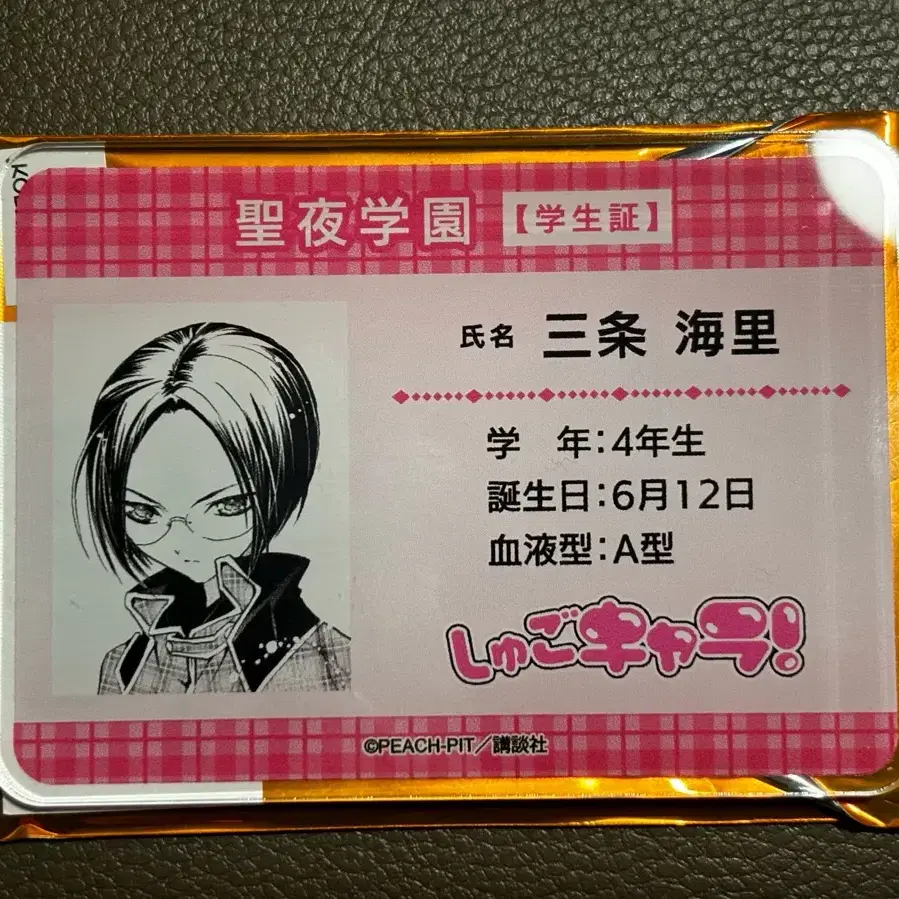 聖夜学園 【学生証】
氏名 三条 海里
学 年:4年生
誕生日:6月12日
血液型:A型
しゅごキャラ!
©PEACH-PIT/講談社